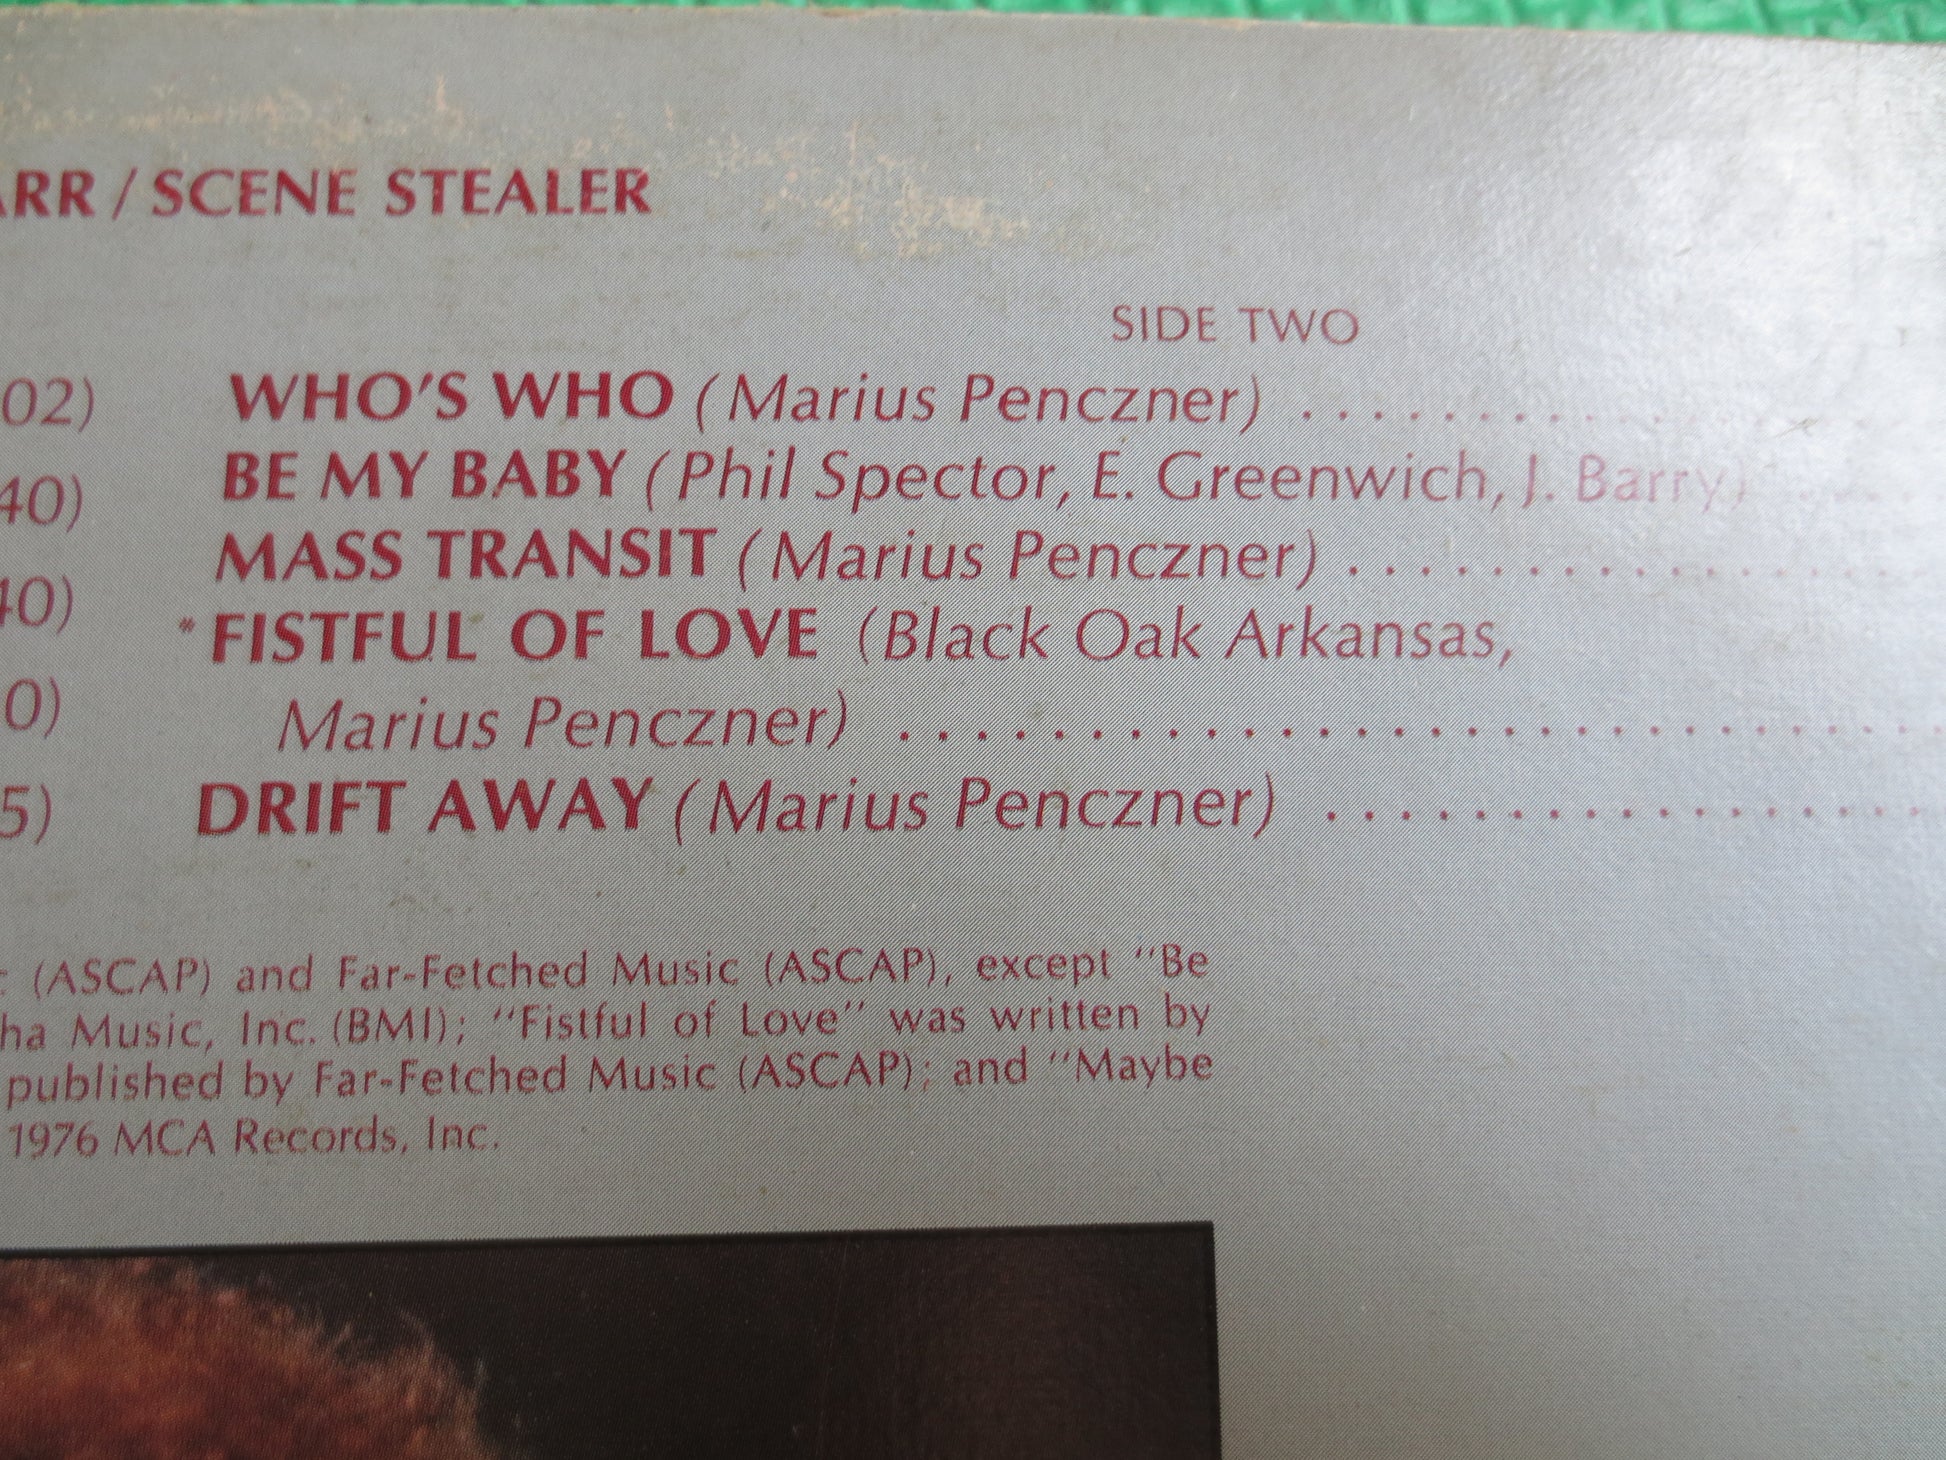 ARR / SCENE STEALER
SIDE TWO
02) WHO'S WHO (Marius Penczner) . . . . . . . . . . . .
40) BE MY BABY (Phil Spector, E. Greenwich, J. Barry) . . . .
MASS TRANSIT (Marius Penczner) . . . . . . . . . . . . . . .
40) * FISTFUL OF LOVE (Black Oak Arkansas,
0) Marius Penczner) . . . . . . . . . . . . . . . . . . . . . . . . . . . .
5) DRIFT AWAY (Marius Penczner) . . . . . . . . . . . . . . . . .
(ASCAP) and Far-Fetched Music (ASCAP), except "Be
ha Music, Inc. (BMI); "Fistful of Love" was written by
published by Far-Fetched Music (ASCAP); and "Maybe
1976 MCA Records, Inc.